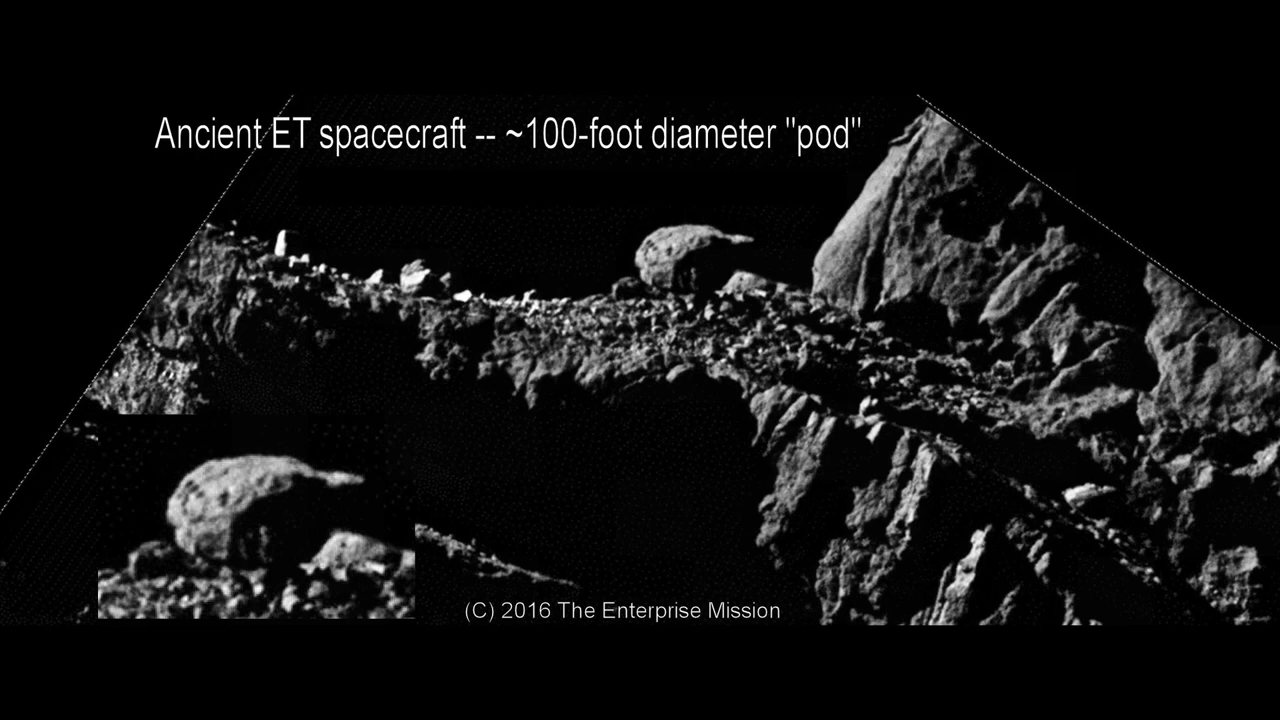 Ancient ET spacecraft -- ~100-foot diameter "pod"
(C) 2016 The Enterprise Mission